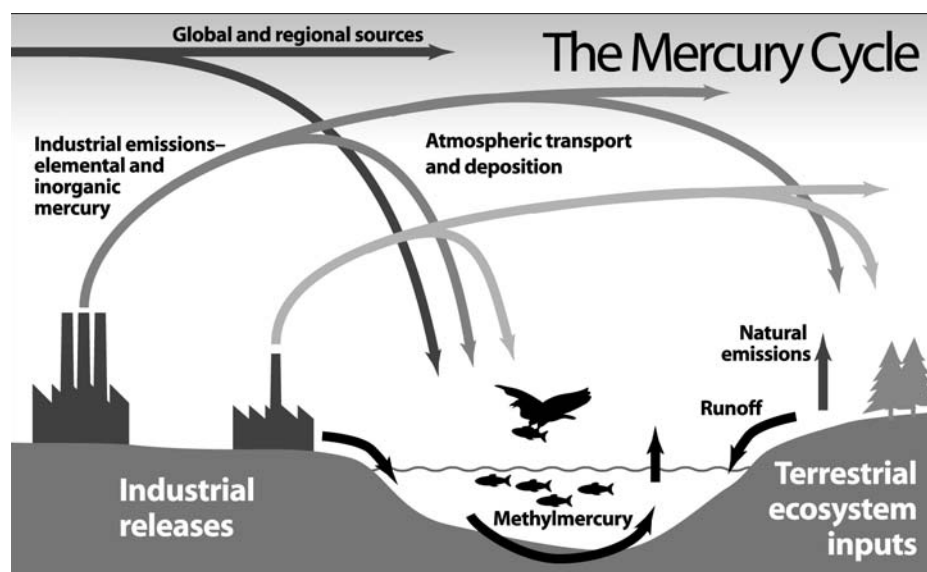 Global and regional sources
The Mercury Cycle
Industrial emissions–
elemental and
inorganic
mercury
Atmospheric transport
and deposition
Natural
emissions
Runoff
Industrial
releases
Methylmercury
Terrestrial
ecosystem
inputs